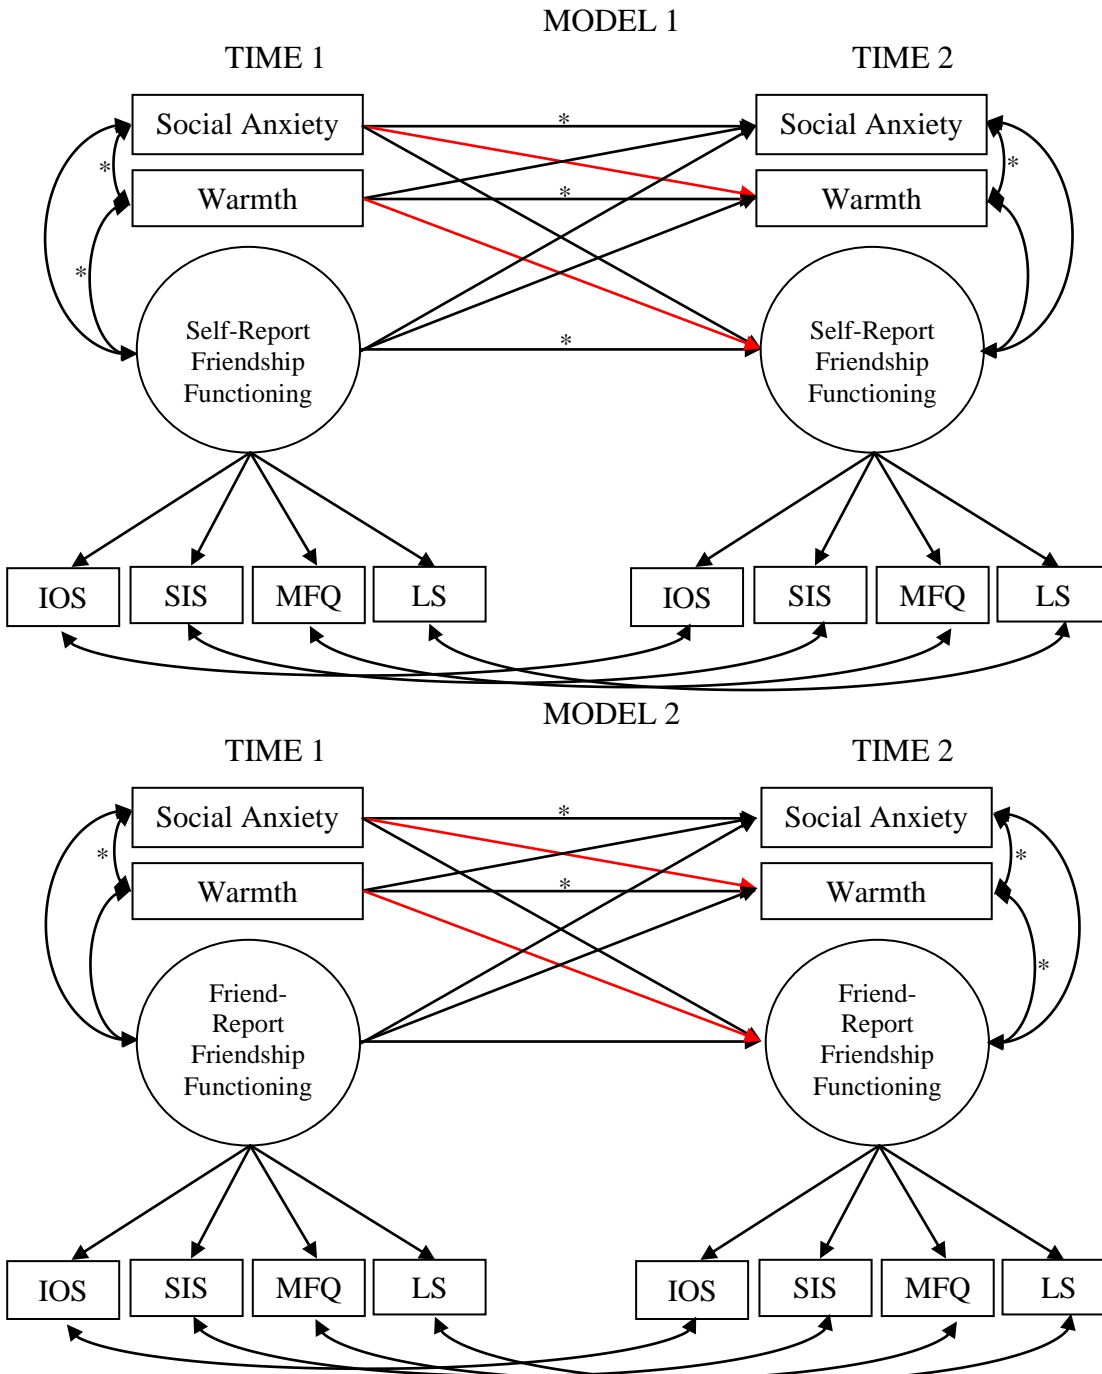 MODEL 1
TIME 1 TIME 2
Social Anxiety * Social Anxiety
* *
Warmth * Warmth
*
Self-Report Self-Report
Friendship * Friendship
Functioning Functioning
IOS SIS MFQ LS IOS SIS MFQ LS
MODEL 2
TIME 1 TIME 2
Social Anxiety * Social Anxiety
* *
Warmth * Warmth
*
Friend- Friend-
Report Report
Friendship Friendship
Functioning Functioning
IOS SIS MFQ LS IOS SIS MFQ LS